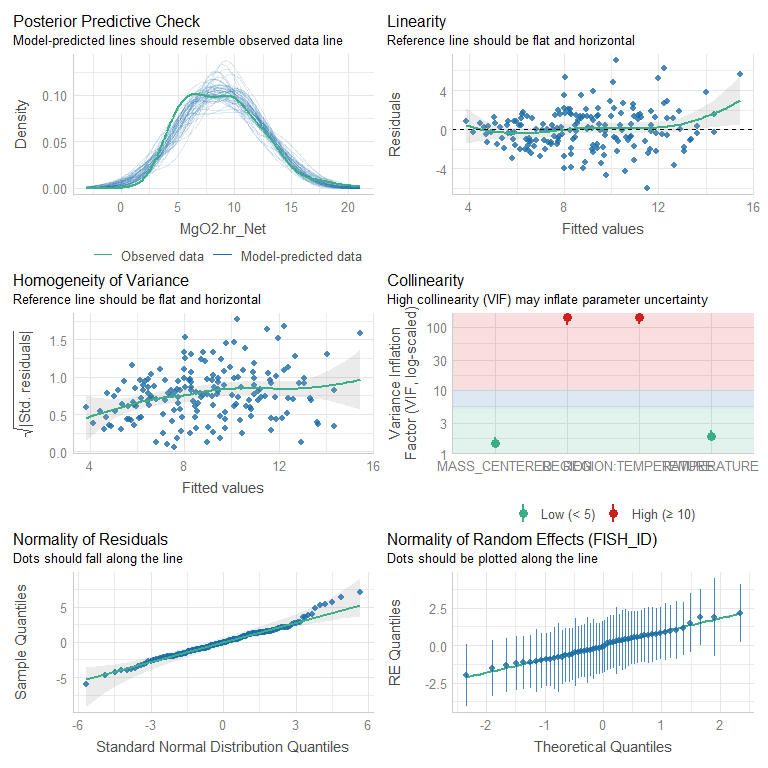 Posterior Predictive Check
Model-predicted lines should resemble observed data line
Density
0.10
0.05
0.00
0
5
10
15
20
MgO2.hr_Net
Observed data
Model-predicted data
Linearity
Reference line should be flat and horizontal
Residuals
4
0
-4
4
8
12
16
Fitted values
Homogeneity of Variance
Reference line should be flat and horizontal
√|Std. residuals|
1.5
1.0
0.5
0.0
4
8
12
16
Fitted values
Collinearity
High collinearity (VIF) may inflate parameter uncertainty
Variance Inflation
Factor (VIF, log-scaled)
100
30
10
5
3
1
MASS_CENTERED
REGION
REGION:TEMPERATURE
TEMPERATURE
Low (< 5)
High (≥ 10)
Normality of Residuals
Dots should fall along the line
Sample Quantiles
5
0
-5
-6
-3
0
3
6
Standard Normal Distribution Quantiles
Normality of Random Effects (FISH_ID)
Dots should be plotted along the line
RE Quantiles
2.5
0.0
-2.5
-2
-1
0
1
2
Theoretical Quantiles